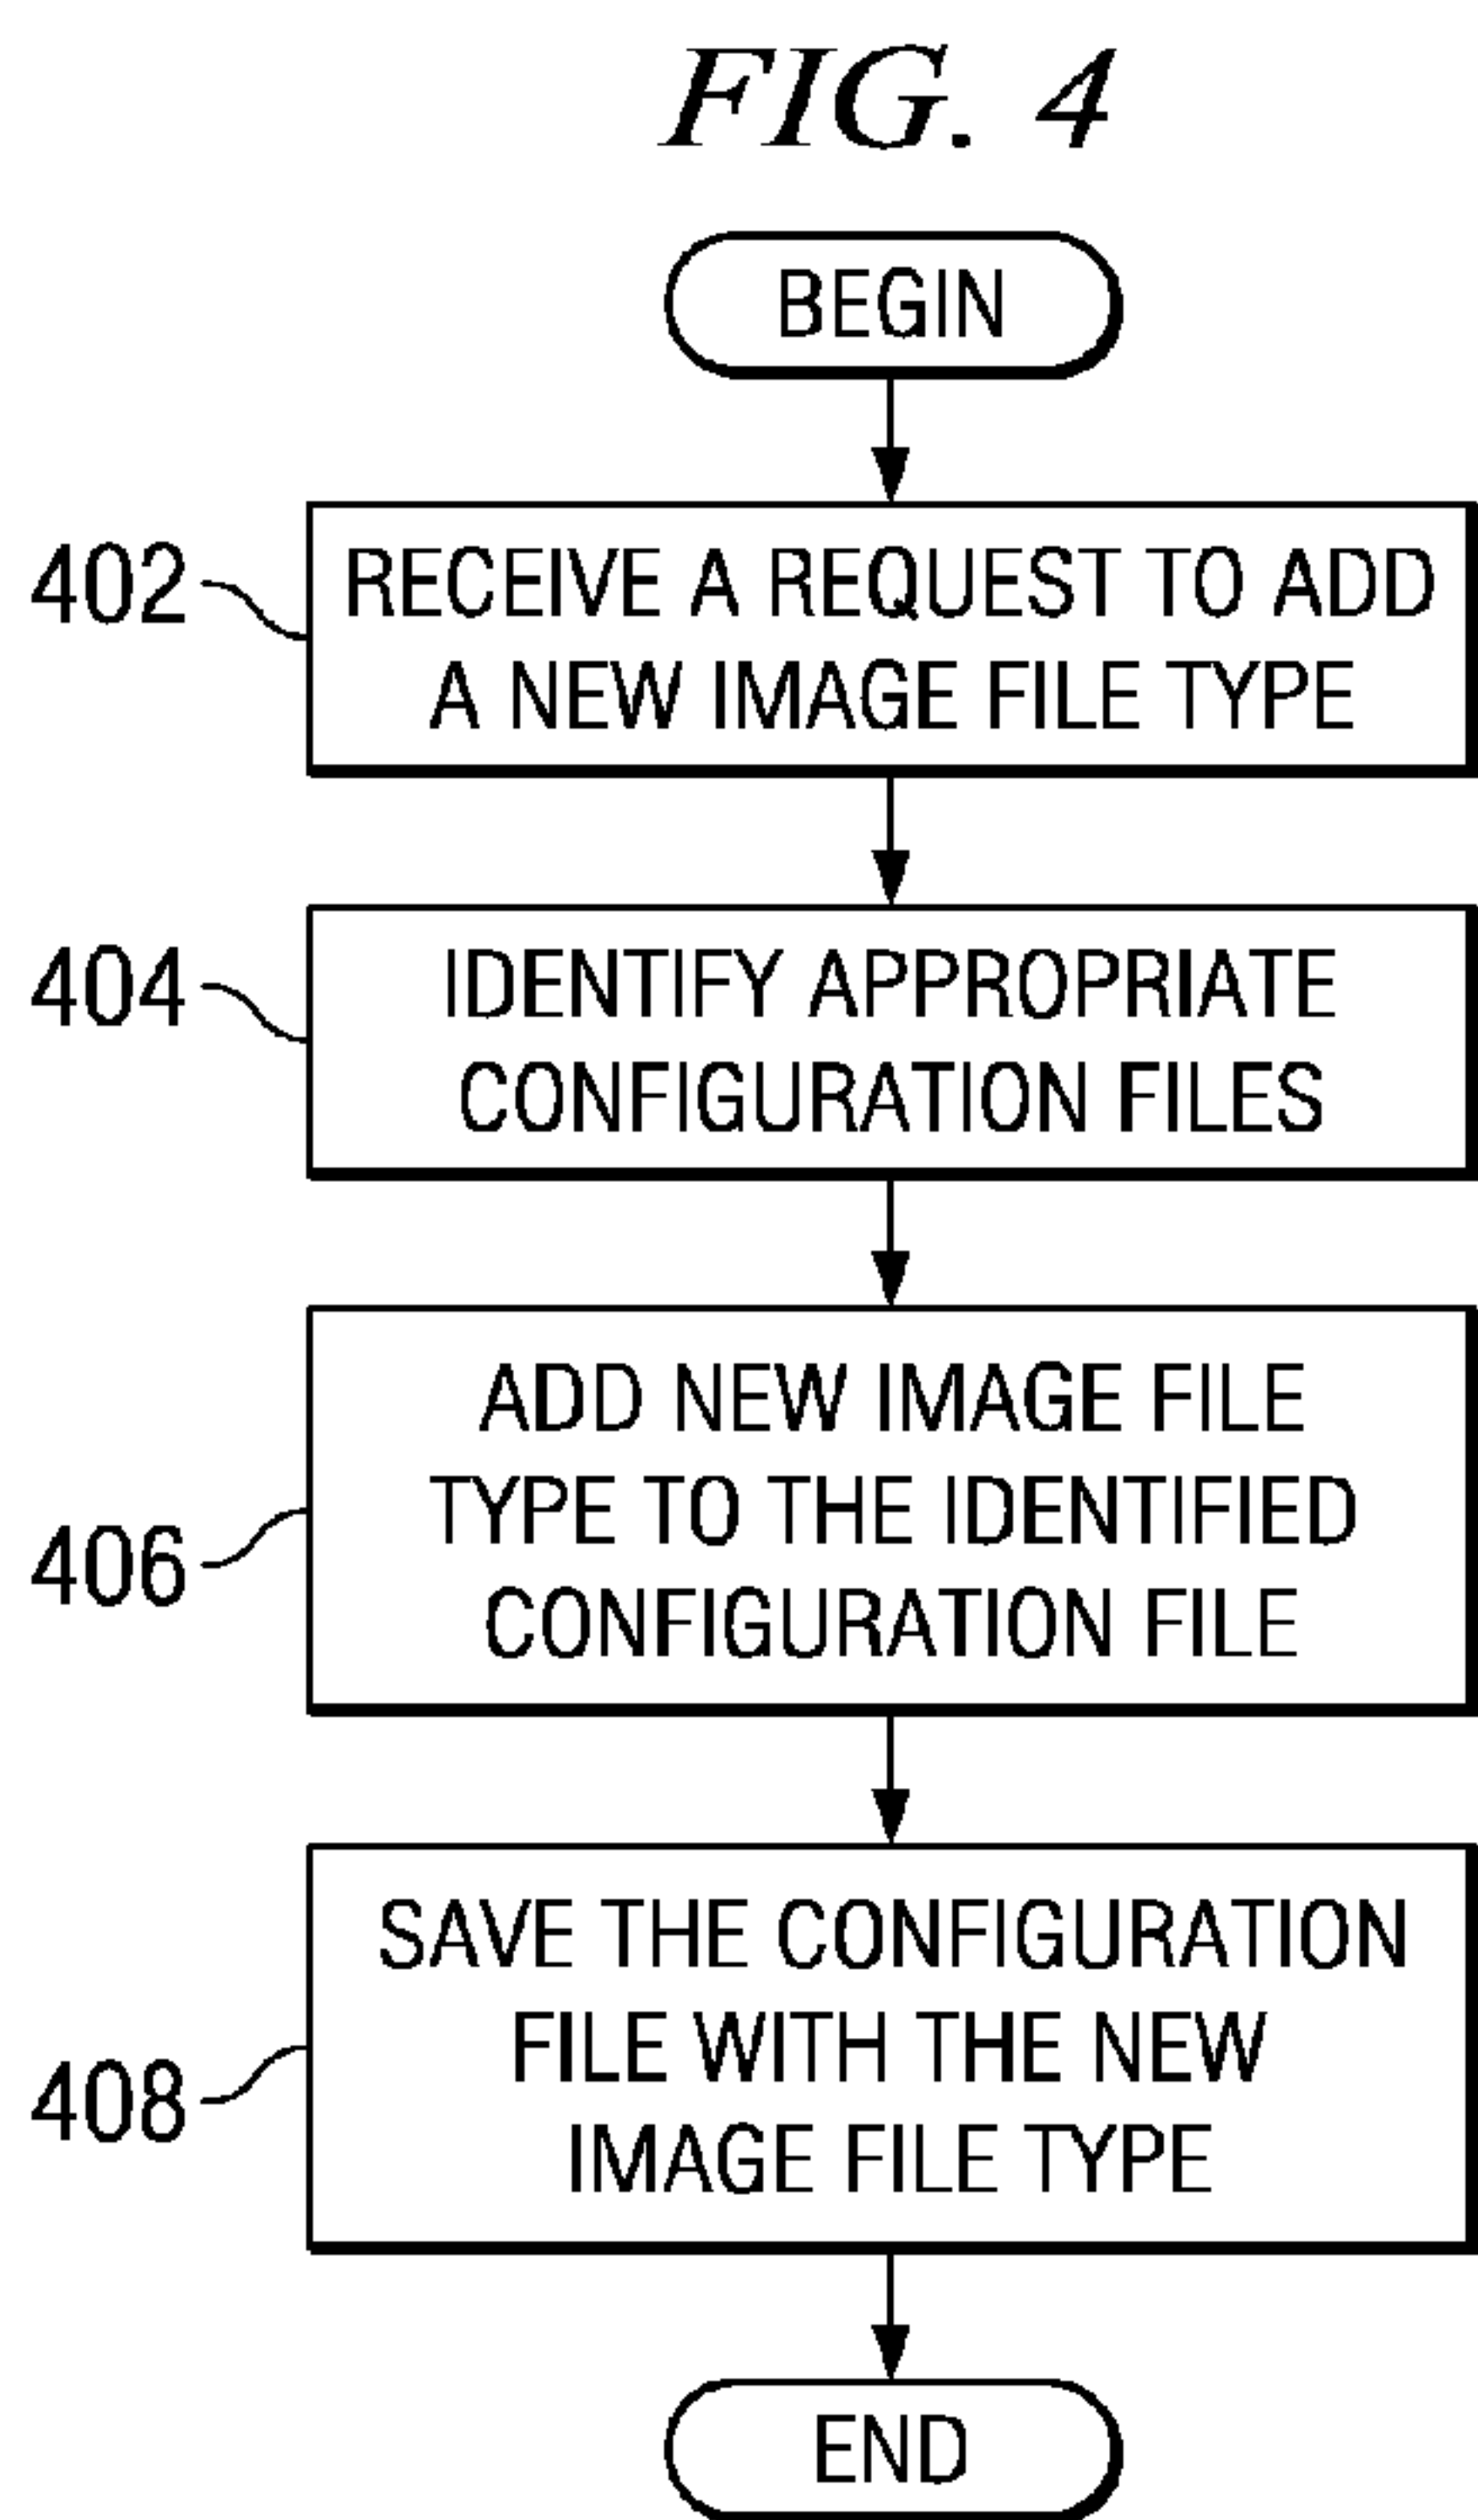 FIG. 4
BEGIN
402
RECEIVE A REQUEST TO ADD
A NEW IMAGE FILE TYPE
404
IDENTIFY APPROPRIATE
CONFIGURATION FILES
406
ADD NEW IMAGE FILE
TYPE TO THE IDENTIFIED
CONFIGURATION FILE
408
SAVE THE CONFIGURATION
FILE WITH THE NEW
IMAGE FILE TYPE
END